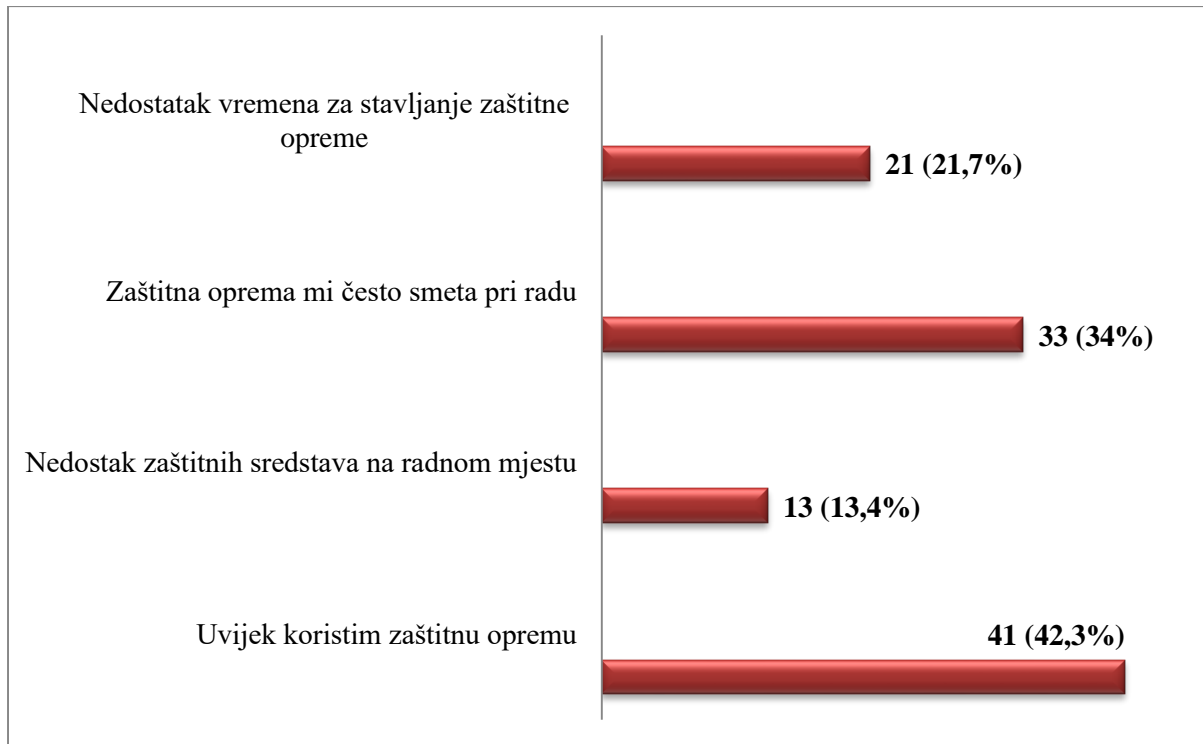 Nedostatak vremena za stavljanje zaštitne
opreme
21 (21,7%)
Zaštitna oprema mi često smeta pri radu
33 (34%)
Nedostak zaštitnih sredstava na radnom mjestu
13 (13,4%)
Uvijek koristim zaštitnu opremu
41 (42,3%)